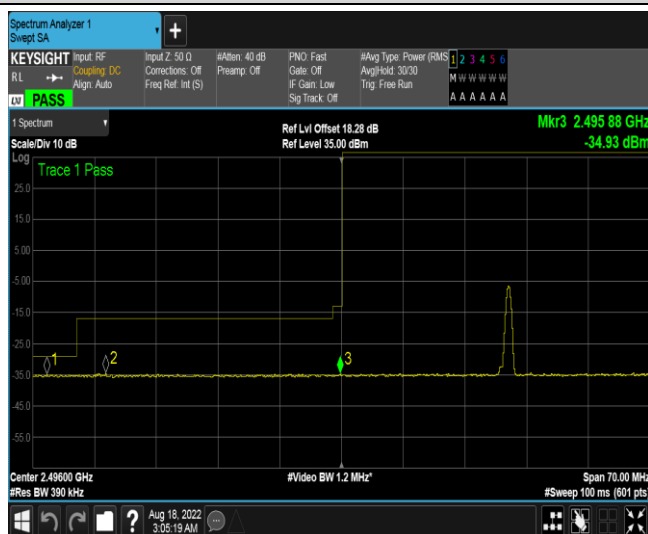 Spectrum Analyzer 1
Swept SA
KEYSIGHT
RL
LXI PASS
Input: RF
Coupling: DC
Align: Auto
Input Z: 50 Ω
Corrections: Off
Freq Ref: Int (S)
#Atten: 40 dB
Preamp: Off
PNO: Fast
Gate: Off
IF Gain: Low
Sig Track: Off
#Avg Type: Power (RMS
Avg|Hold: 30/30
Trig: Free Run
1 2 3 4 5 6
M W W W W W
A A A A A A
1 Spectrum
Scale/Div 10 dB
Ref Lvl Offset 18.28 dB
Ref Level 35.00 dBm
Mkr3 2.495 88 GHz
-34.93 dBm
Log
Trace 1 Pass
25.0
15.0
5.00
-5.00
-15.0
-25.0
-35.0
-45.0
-55.0
1
2
3
Center 2.49600 GHz
#Res BW 390 kHz
#Video BW 1.2 MHz*
Span 70.00 MHz
#Sweep 100 ms (601 pts)
?
Aug 18, 2022
3:05:19 AM